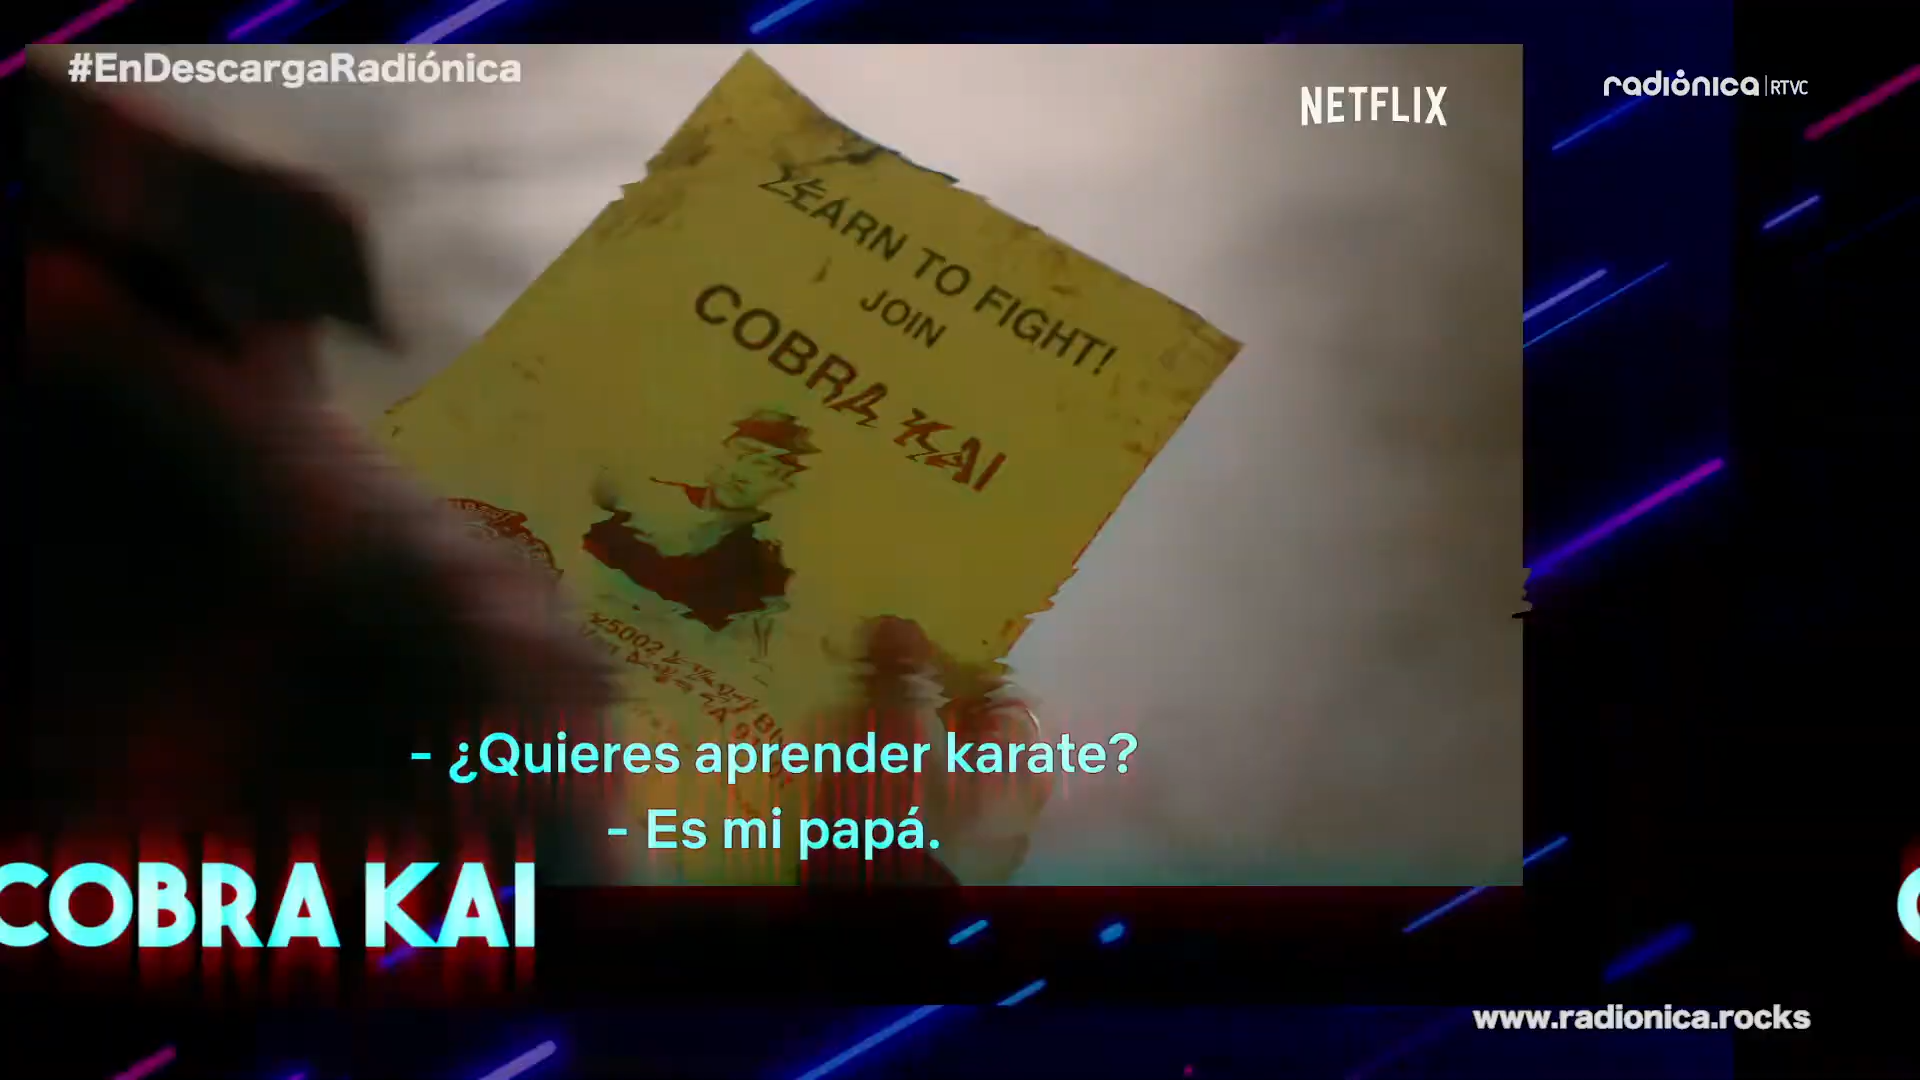 #EnDescargaRadiónica
radiónica | RTVC
NETFLIX
LEARN TO FIGHT!
JOIN
COBRA KAI
- ¿Quieres aprender karate?
- Es mi papá.
COBRA KAI
www.radionica.rocks